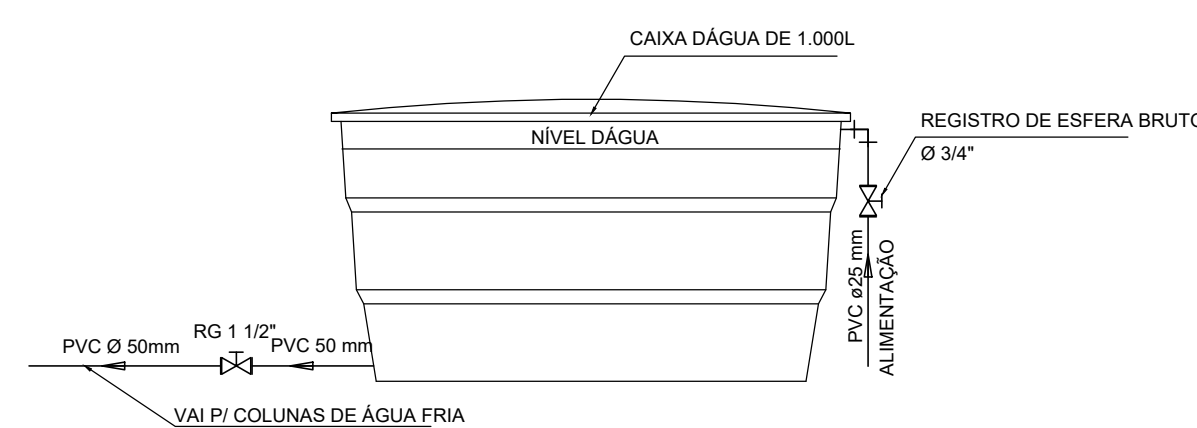 CAIXA DÁGUA DE 1.000L
REGISTRO DE ESFERA BRUTO
Ø 3/4"
NÍVEL DÁGUA
PVC ø25 mm
ALIMENTAÇÃO
RG 1 1/2"
PVC Ø 50mm
PVC 50 mm
VAI P/ COLUNAS DE ÁGUA FRIA